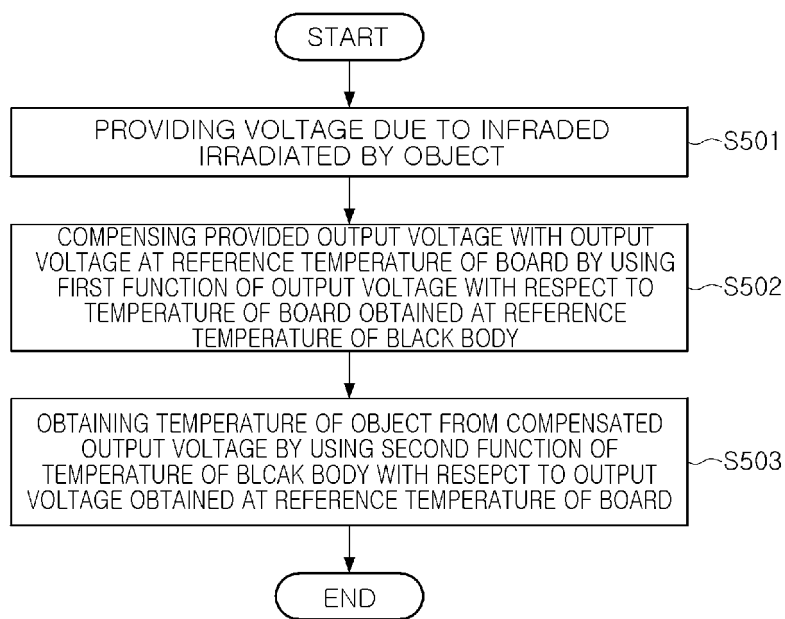 START
PROVIDING VOLTAGE DUE TO INFRADED
IRRADIATED BY OBJECT
S501
COMPENSING PROVIDED OUTPUT VOLTAGE WITH OUTPUT
VOLTAGE AT REFERENCE TEMPERATURE OF BOARD BY USING
FIRST FUNCTION OF OUTPUT VOLTAGE WITH RESPECT TO
TEMPERATURE OF BOARD OBTAINED AT REFERENCE
TEMPERATURE OF BLACK BODY
S502
OBTAINING TEMPERATURE OF OBJECT FROM COMPENSATED
OUTPUT VOLTAGE BY USING SECOND FUNCTION OF
TEMPERATURE OF BLCAK BODY WITH RESEPCT TO OUTPUT
VOLTAGE OBTAINED AT REFERENCE TEMPERATURE OF BOARD
S503
END